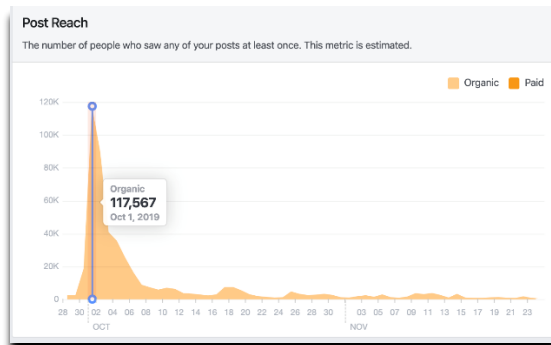 Post Reach
The number of people who saw any of your posts at least once. This metric is estimated.
Organic Paid
120K
100K
80K
60K
40K
20K
0
Organic
117,567
Oct 1, 2019
28 30 02 04 06 08 10 12 14 16 18 20 22 24 26 28 30 03 05 07 09 11 13 15 17 19 21 23
OCT NOV